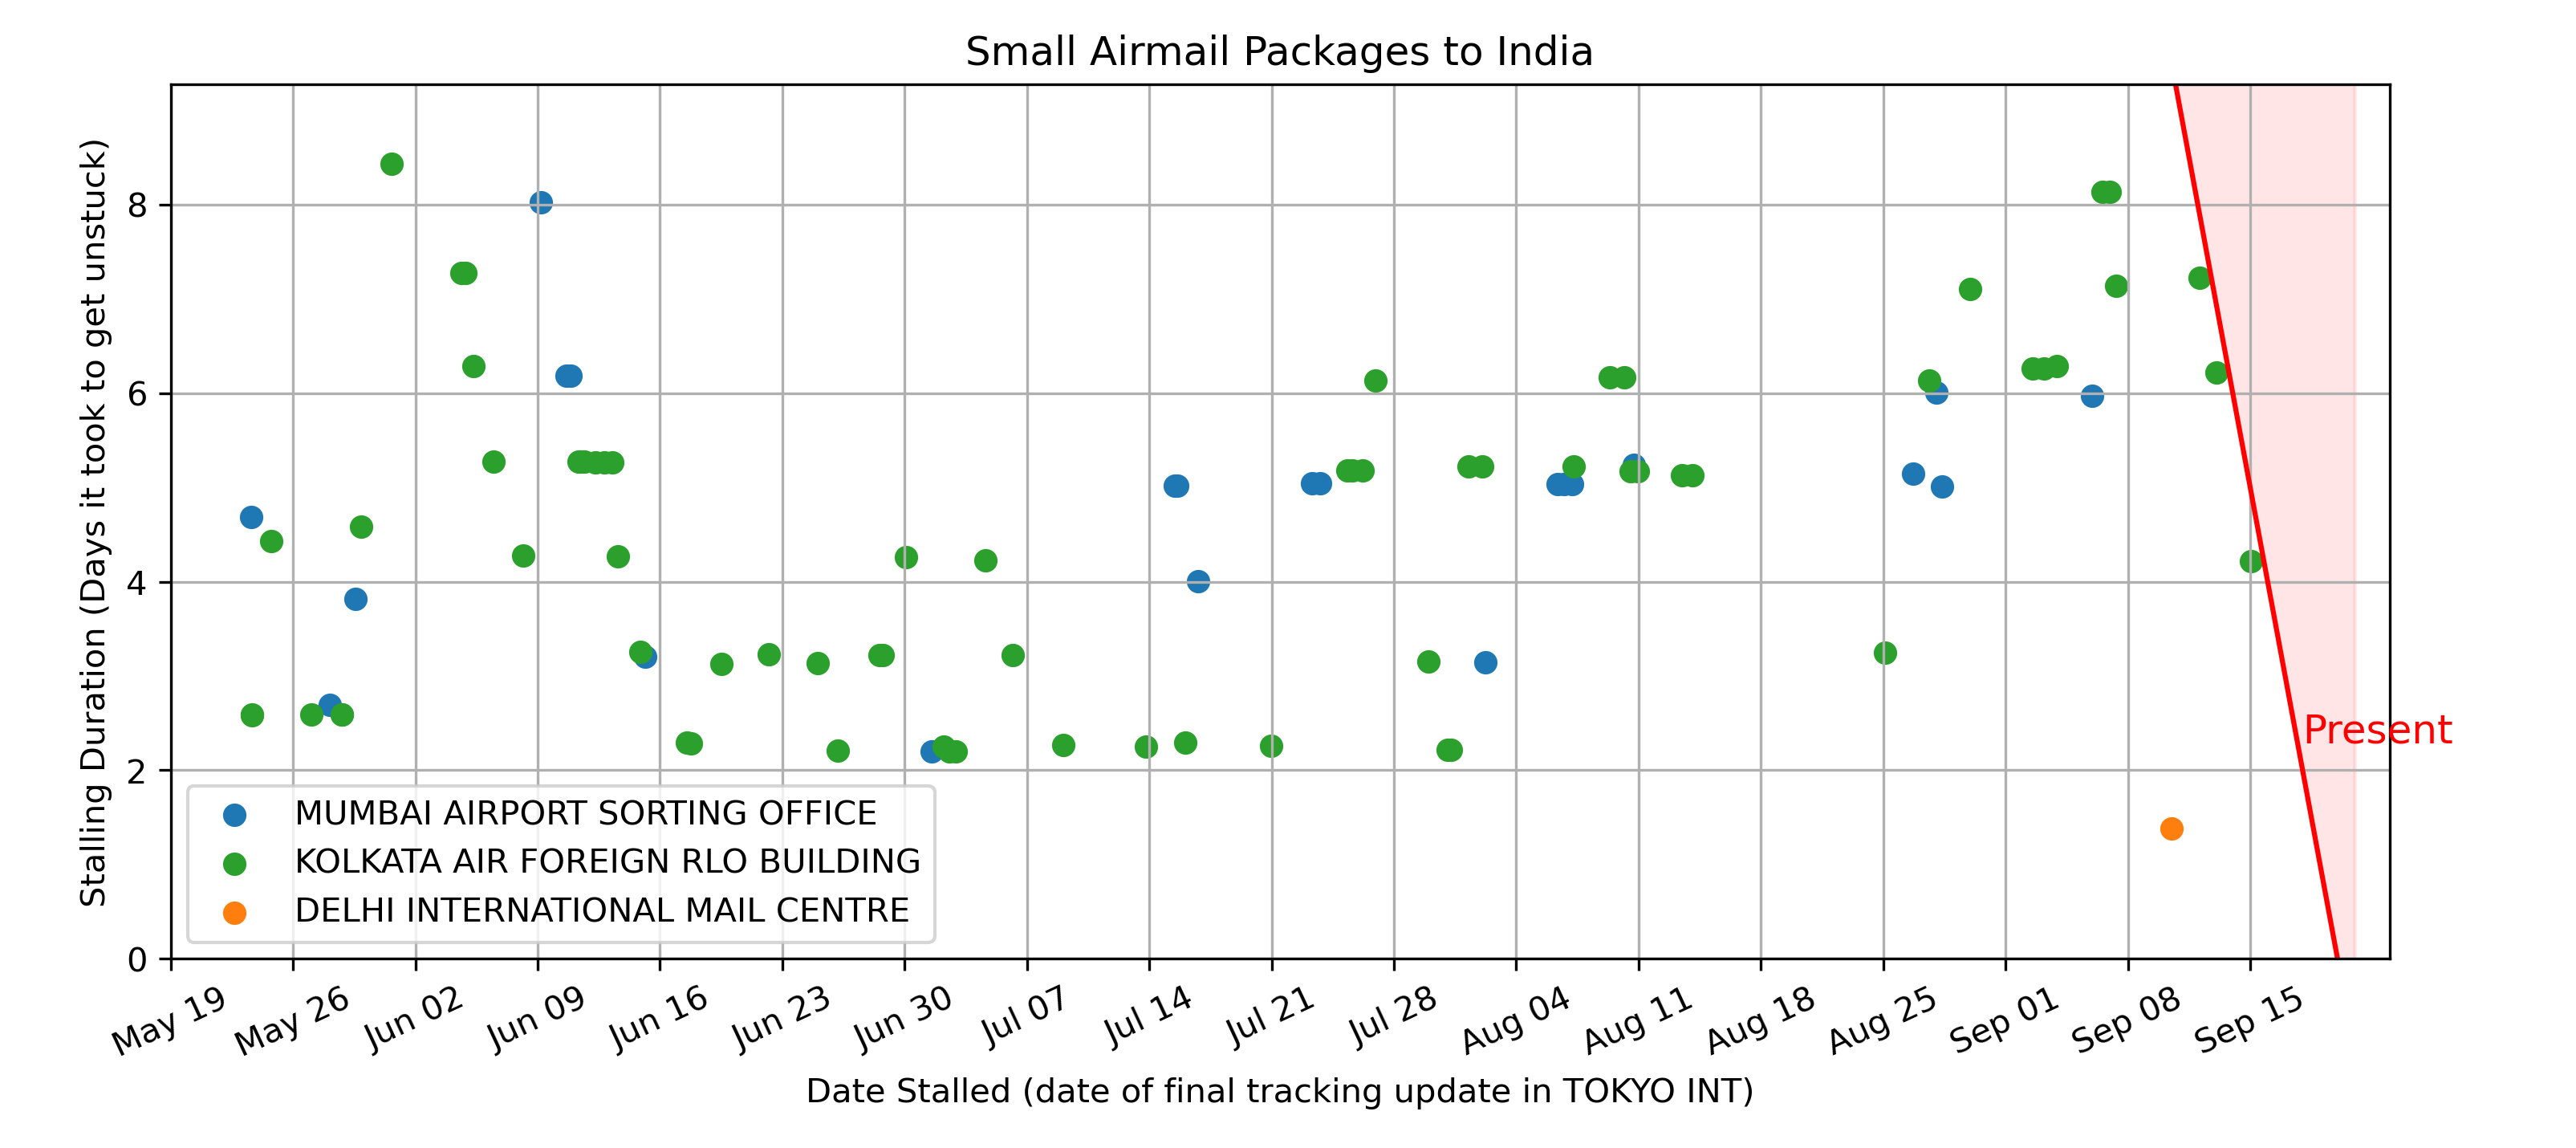 Small Airmail Packages to India
Stalling Duration (Days it took to get unstuck)
8
6
4
2
0
Present
MUMBAI AIRPORT SORTING OFFICE
KOLKATA AIR FOREIGN RLO BUILDING
DELHI INTERNATIONAL MAIL CENTRE
May 19 May 26 Jun 02 Jun 09 Jun 16 Jun 23 Jun 30 Jul 07 Jul 14 Jul 21 Jul 28 Aug 04 Aug 11 Aug 18 Aug 25 Sep 01 Sep 08 Sep 15
Date Stalled (date of final tracking update in TOKYO INT)